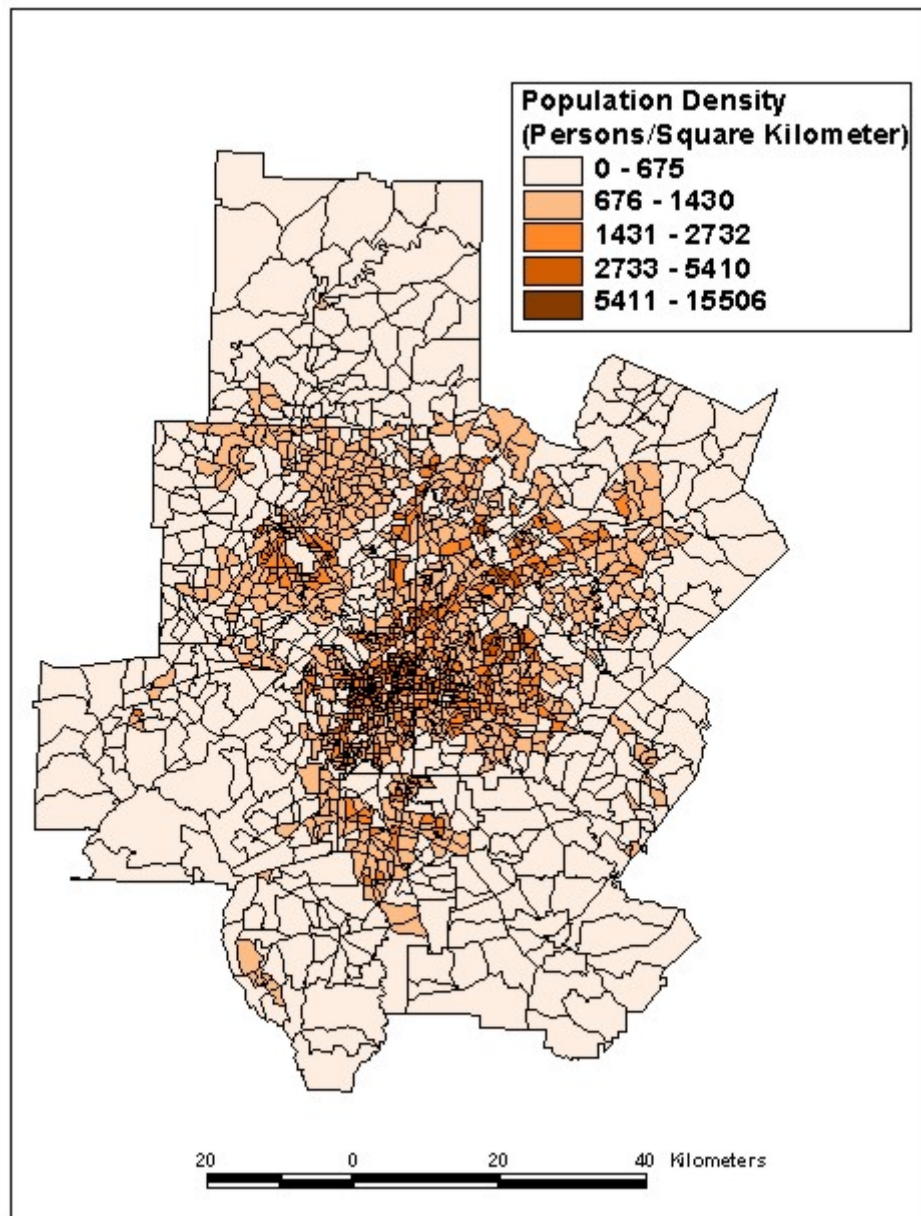 Population Density
(Persons/Square Kilometer)
0 - 675
676 - 1430
1431 - 2732
2733 - 5410
5411 - 15506
20 0 20 40 Kilometers